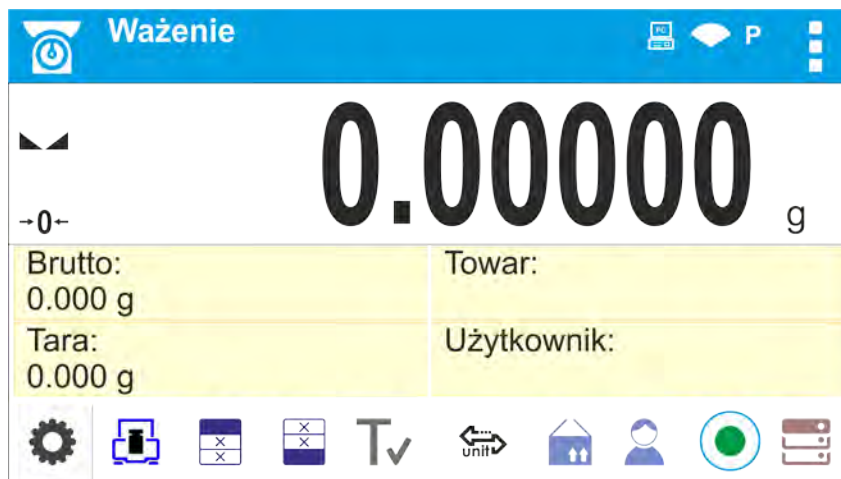 Ważenie
PC
P
0.00000 g
→0←
Brutto:
0.000 g
Towar:
Tara:
0.000 g
Użytkownik:
T
unit